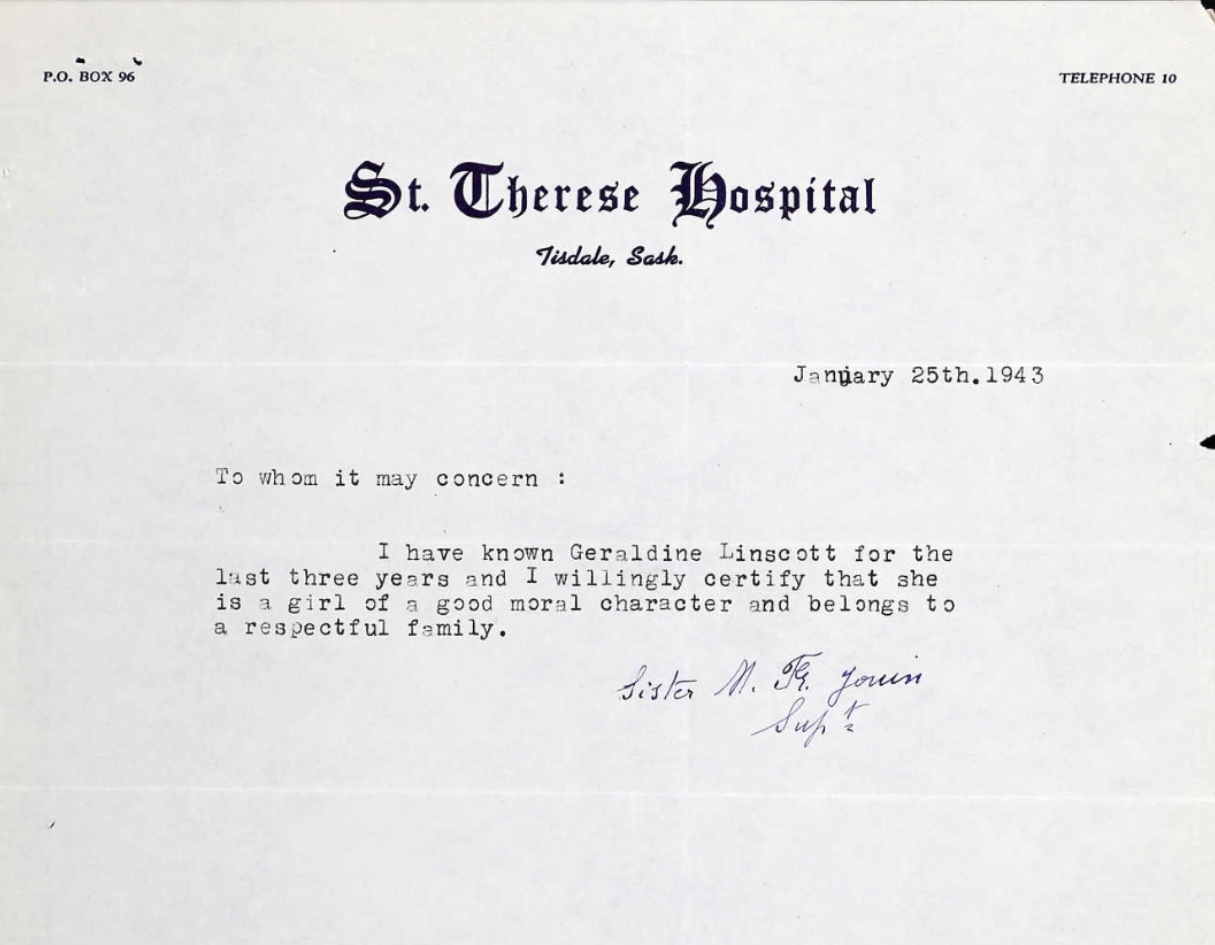 P.O. BOX 96
TELEPHONE 10
St. Therese Hospital
Tisdale, Sask.
January 25th.1943
To whom it may concern :
I have known Geraldine Linscott for the
last three years and I willingly certify that she
is a girl of a good moral character and belongs to
a respectful family.
Sister M.
Supt